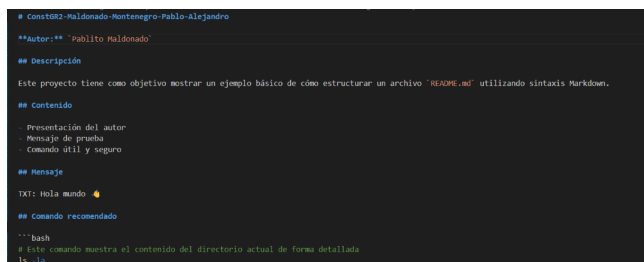 # ConstGR2-Maldonado-Montenegro-Pablo-Alejandro
**Autor:** `Pablito Maldonado`
## Descripción
Este proyecto tiene como objetivo mostrar un ejemplo básico de cómo estructurar un archivo `README.md` utilizando sintaxis Markdown.
## Contenido
- Presentación del autor
- Mensaje de prueba
- Comando útil y seguro
## Mensaje
TXT: Hola mundo 👋
## Comando recomendado
```bash
# Este comando muestra el contenido del directorio actual de forma detallada
ls -la